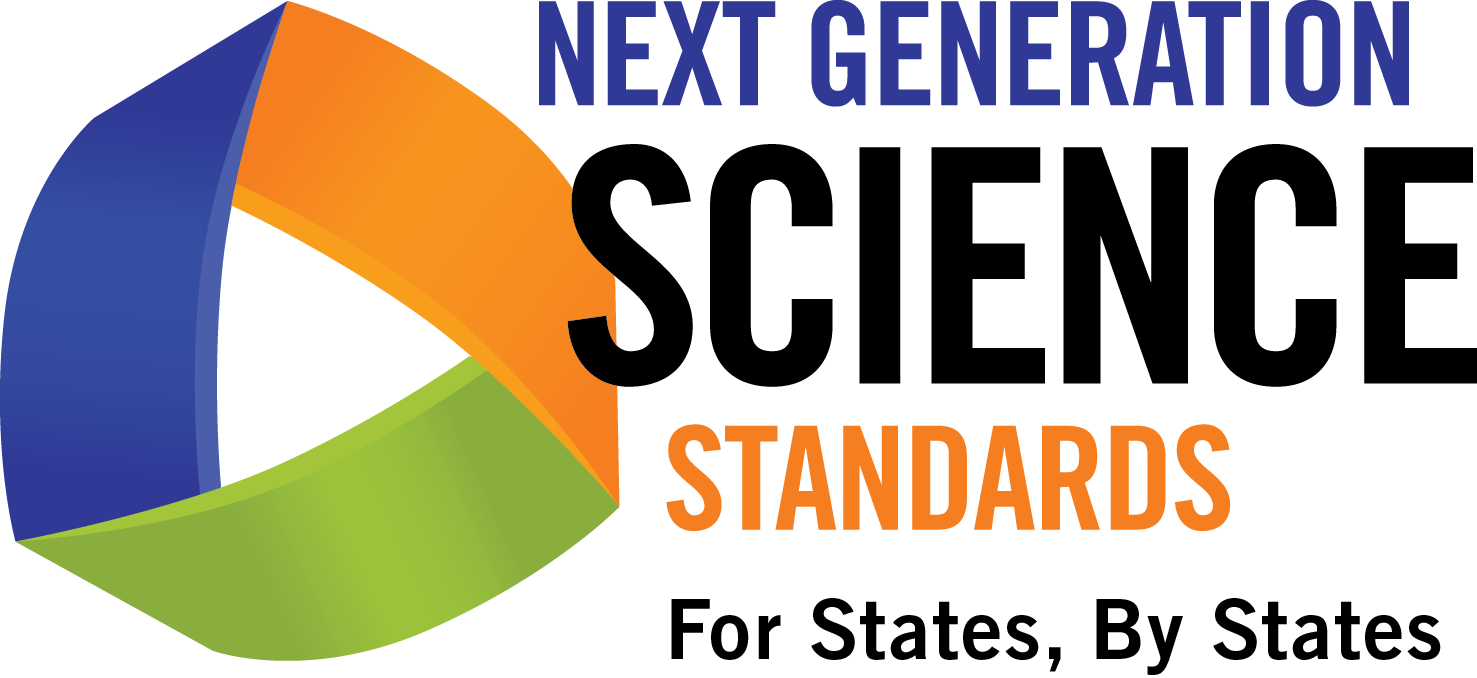 NEXT GENERATION
SCIENCE
STANDARDS
For States, By States